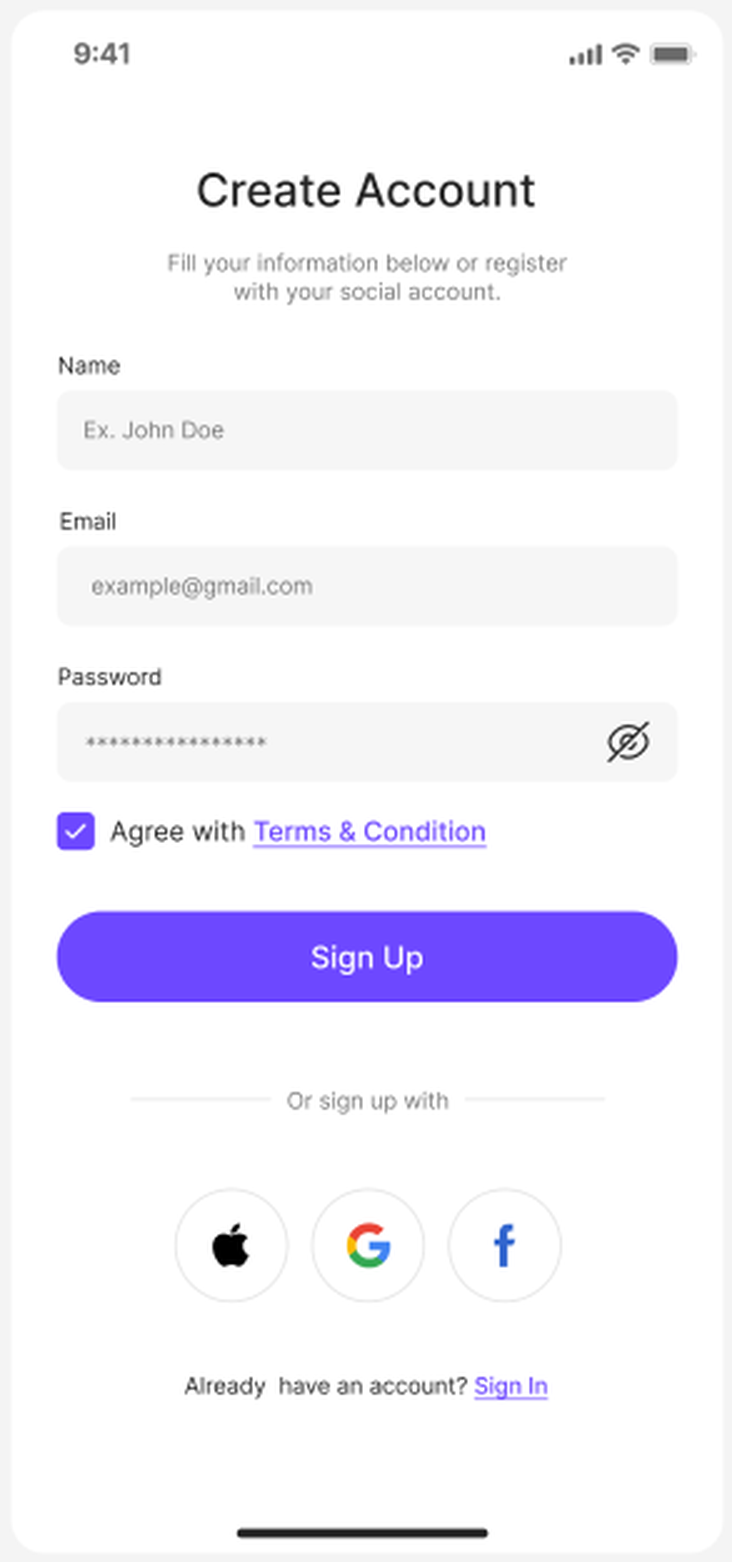 9:41
Create Account
Fill your information below or register
with your social account.
Name
Ex. John Doe
Email
example@gmail.com
Password
****************
Agree with Terms & Condition
Sign Up
Or sign up with
Already  have an account? Sign In